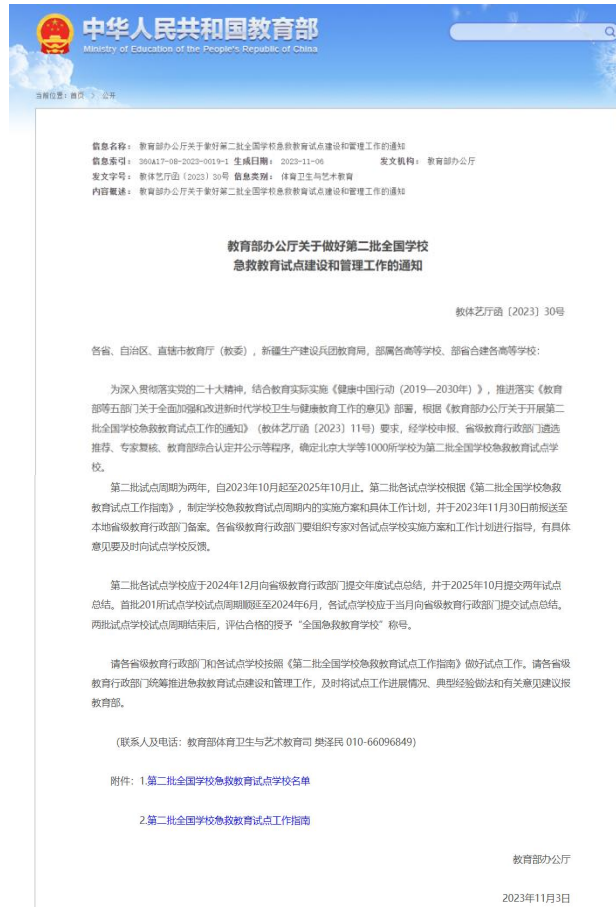 中华人民共和国教育部
Ministry of Education of the People's Republic of China
当前位置：首页 > 公开
信息名称： 教育部办公厅关于做好第二批全国学校急救教育试点建设和管理工作的通知
信息索引： 360A17-08-2023-0019-1 生成日期： 2023-11-06 发文机构： 教育部办公厅
发文字号： 教体艺厅函〔2023〕30号 信息类别： 体育卫生与艺术教育
内容概述： 教育部办公厅关于做好第二批全国学校急救教育试点建设和管理工作的通知
教育部办公厅关于做好第二批全国学校
急救教育试点建设和管理工作的通知
教体艺厅函〔2023〕30号
各省、自治区、直辖市教育厅（教委），新疆生产建设兵团教育局，部属各高等学校、部省合建各高等学校：
为深入贯彻落实党的二十大精神，结合教育实际实施《健康中国行动（2019—2030年）》，推进落实《教育
部等五部门关于全面加强和改进新时代学校卫生与健康教育工作的意见》部署，根据《教育部办公厅关于开展第二
批全国学校急救教育试点工作的通知》（教体艺厅函〔2023〕11号）要求，经学校申报、省级教育行政部门遴选
推荐、专家复核、教育部综合认定并公示等程序，确定北京大学等1000所学校为第二批全国学校急救教育试点学
校。
第二批试点周期为两年，自2023年10月起至2025年10月止。第二批各试点学校根据《第二批全国学校急救
教育试点工作指南》，制定学校急救教育试点周期内的实施方案和具体工作计划，并于2023年11月30日前报送至
本地省级教育行政部门备案。各省级教育行政部门要组织专家对各试点学校实施方案和工作计划进行指导，有具体
意见要及时向试点学校反馈。
第二批各试点学校应于2024年12月向省级教育行政部门提交年度试点总结，并于2025年10月提交两年试点
总结。首批201所试点学校试点周期顺延至2024年6月，各试点学校应于当月向省级教育行政部门提交试点总结。
两批试点学校试点周期结束后，评估合格的授予“全国急救教育学校”称号。
请各省级教育行政部门和各试点学校按照《第二批全国学校急救教育试点工作指南》做好试点工作。请各省级
教育行政部门统筹推进急救教育试点建设和管理工作，及时将试点工作进展情况、典型经验做法和有关意见建议报
教育部。
（联系人及电话：教育部体育卫生与艺术教育司 樊泽民 010-66096849）
附件：1.第二批全国学校急救教育试点学校名单
2.第二批全国学校急救教育试点工作指南
教育部办公厅
2023年11月3日